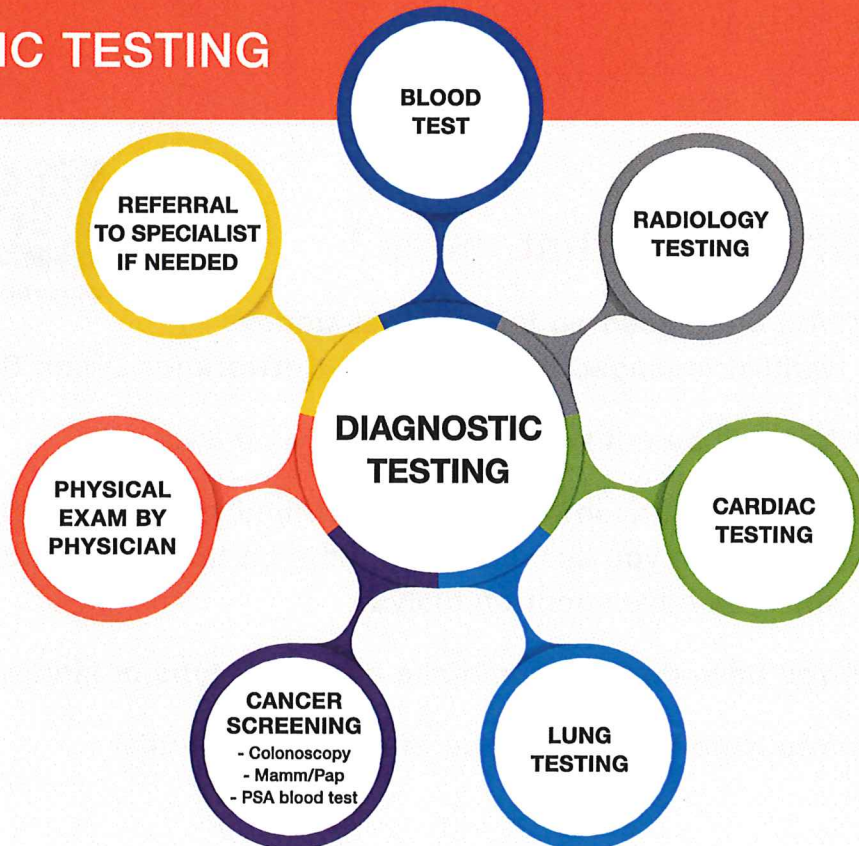 IC TESTING
BLOOD
TEST
RADIOLOGY
TESTING
CARDIAC
TESTING
LUNG
TESTING
CANCER
SCREENING
- Colonoscopy
- Mamm/Pap
- PSA blood test
PHYSICAL
EXAM BY
PHYSICIAN
REFERRAL
TO SPECIALIST
IF NEEDED
DIAGNOSTIC
TESTING